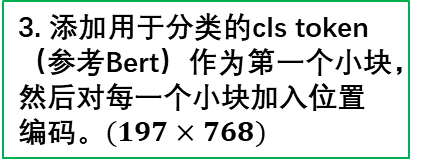 3. 添加用于分类的cls token
（参考Bert）作为第一个小块，
然后对每一个小块加入位置
编码。(197 × 768)